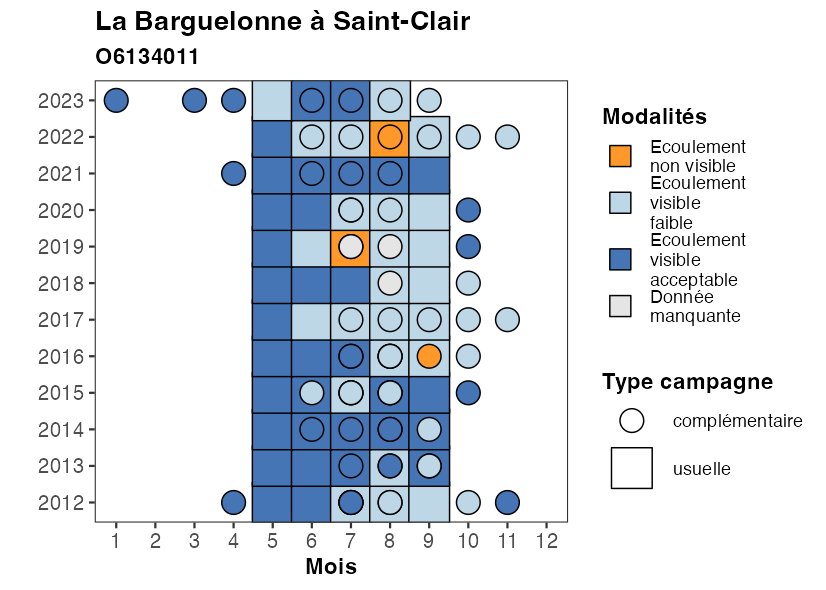 La Barguelonne à Saint-Clair
O6134011
2023
2022
2021
2020
2019
2018
2017
2016
2015
2014
2013
2012
1 2 3 4 5 6 7 8 9 10 11 12
Mois
Modalités
Ecoulement
non visible
Ecoulement
visible
faible
Ecoulement
visible
acceptable
Donnée
manquante
Type campagne
complémentaire
usuelle